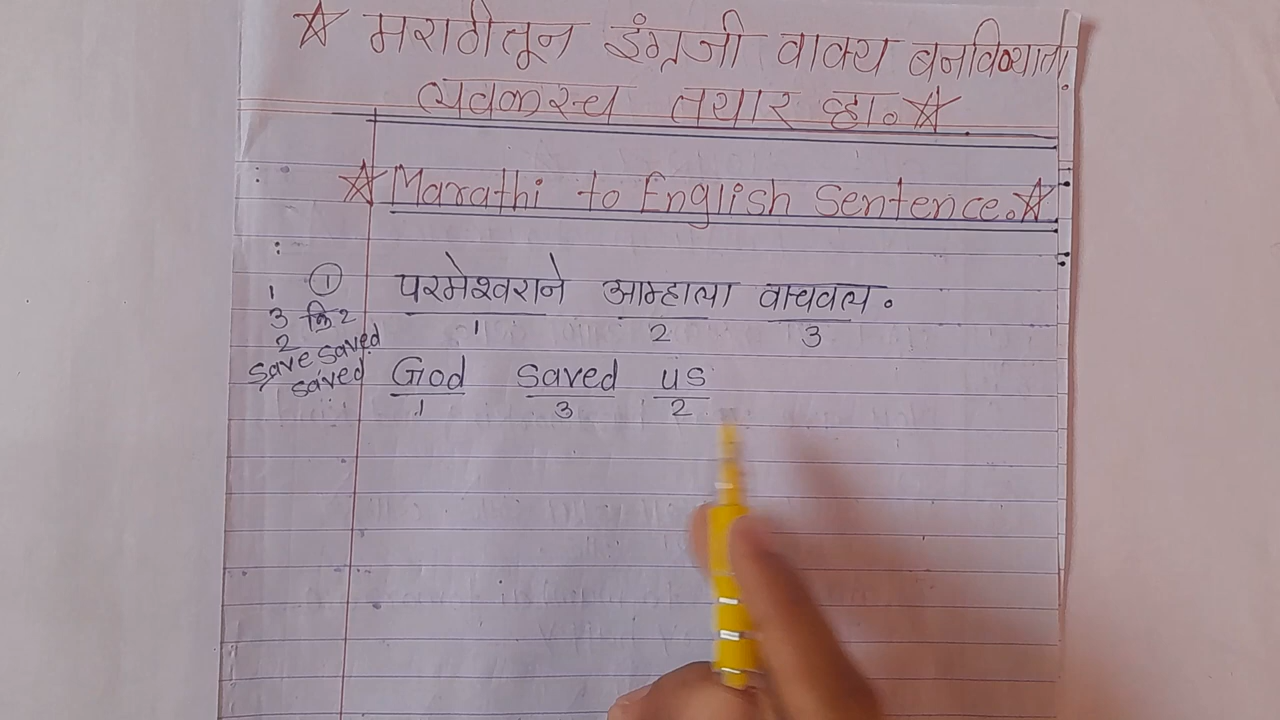 ☆ मराठीतून इंग्रजी वाक्य बनविण्याला
तयार व्हा. ☆
☆ Marathi to English Sentence. ☆
1 ① परमेश्वराने आम्हाला वाचवलं.
3 क्रि 2 1 2 3
2
save saved saved
God saved us
1 3 2